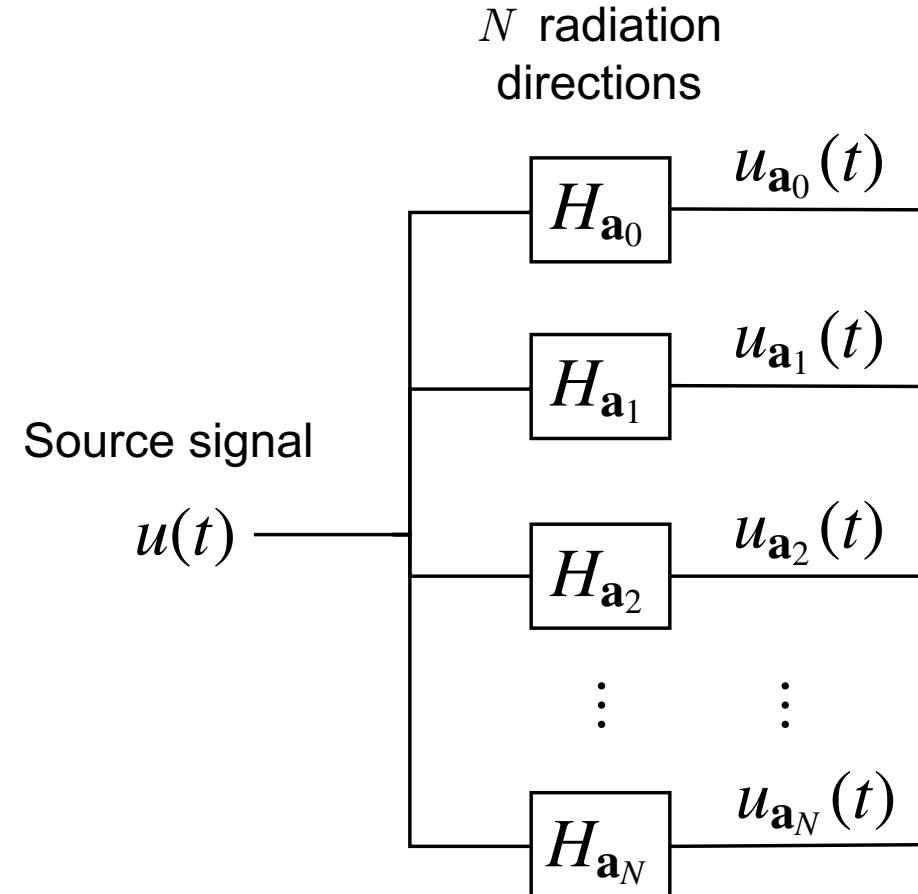 N radiation
directions
H_{𝐚_0} u_{𝐚_0}(t)
H_{𝐚_1} u_{𝐚_1}(t)
Source signal
u(t)
H_{𝐚_2} u_{𝐚_2}(t)
⋮ ⋮
H_{𝐚_N} u_{𝐚_N}(t)